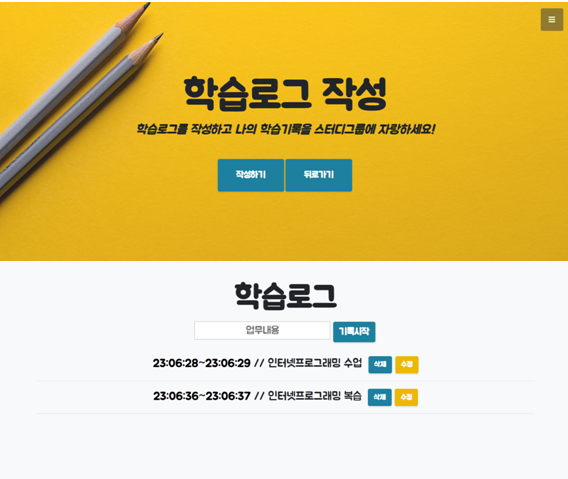 학습로그 작성
학습로그를 작성하고 나의 학습기록을 스터디그룹에 자랑하세요!
작성하기 뒤로가기
학습로그
업무내용 기록시작
23:06:28~23:06:29 // 인터넷프로그래밍 수업 삭제 수정
23:06:36~23:06:37 // 인터넷프로그래밍 복습 삭제 수정